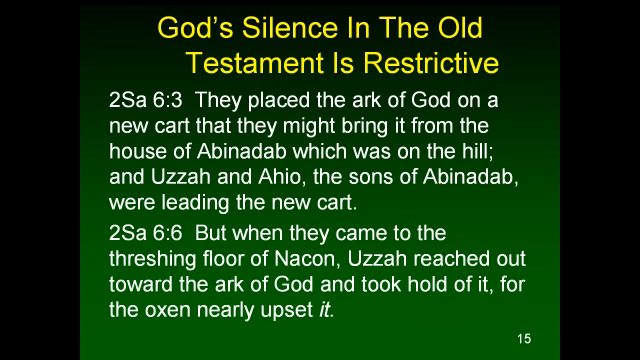 God's Silence In The Old
Testament Is Restrictive
2Sa 6:3 They placed the ark of God on a
new cart that they might bring it from the
house of Abinadab which was on the hill;
and Uzzah and Ahio, the sons of Abinadab,
were leading the new cart.
2Sa 6:6 But when they came to the
threshing floor of Nacon, Uzzah reached out
toward the ark of God and took hold of it, for
the oxen nearly upset it.
15